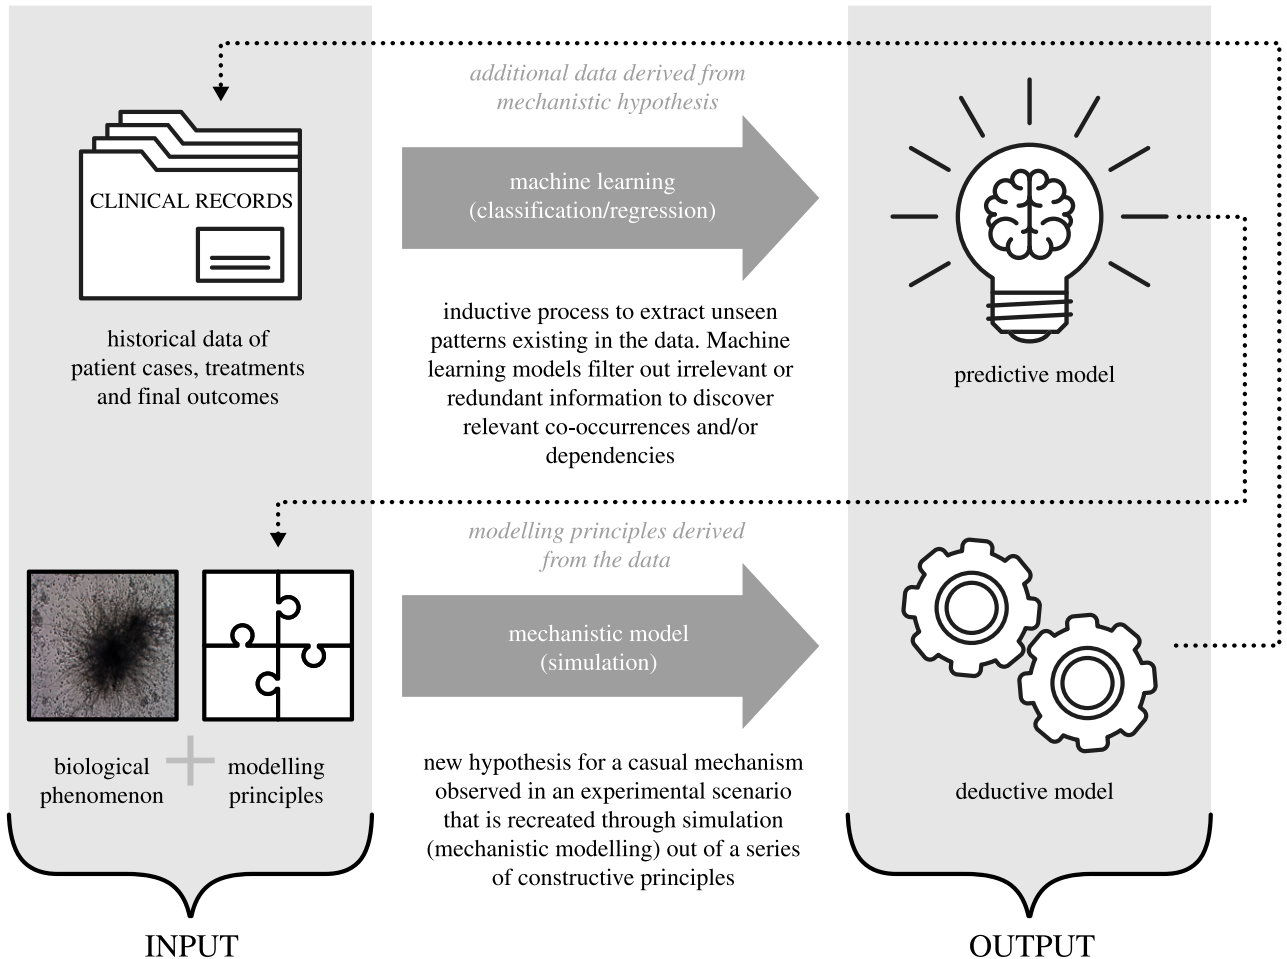 additional data derived from
mechanistic hypothesis
CLINICAL RECORDS
machine learning
(classification/regression)
historical data of
patient cases, treatments
and final outcomes
inductive process to extract unseen
patterns existing in the data. Machine
learning models filter out irrelevant or
redundant information to discover
relevant co-occurrences and/or
dependencies
predictive model
modelling principles derived
from the data
mechanistic model
(simulation)
biological
phenomenon
modelling
principles
new hypothesis for a casual mechanism
observed in an experimental scenario
that is recreated through simulation
(mechanistic modelling) out of a series
of constructive principles
deductive model
INPUT
OUTPUT